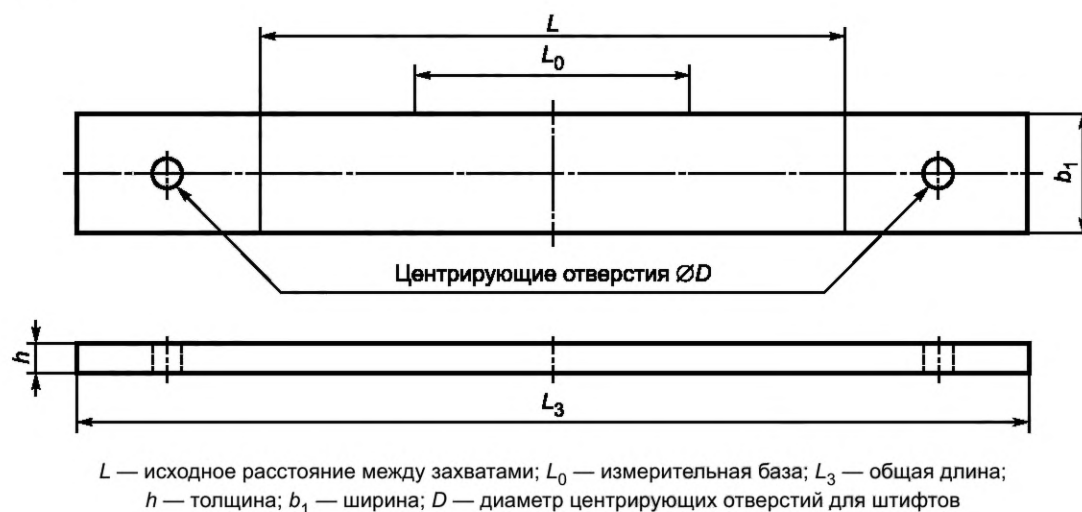 L
L₀
b₁
Центрирующие отверстия ∅D
h
L₃
L — исходное расстояние между захватами; L₀ — измерительная база; L₃ — общая длина;
h — толщина; b₁ — ширина; D — диаметр центрирующих отверстий для штифтов